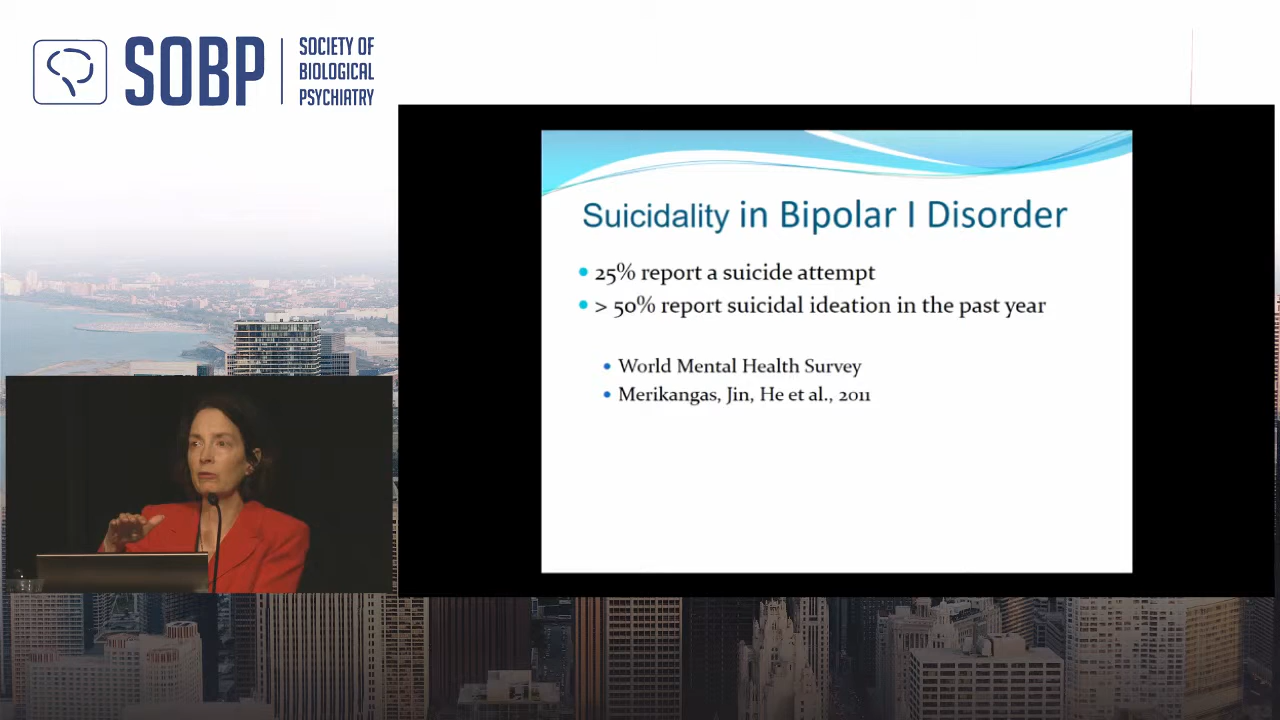 SOBP
SOCIETY OF
BIOLOGICAL
PSYCHIATRY
Suicidality in Bipolar I Disorder
• 25% report a suicide attempt
• > 50% report suicidal ideation in the past year
• World Mental Health Survey
• Merikangas, Jin, He et al., 2011